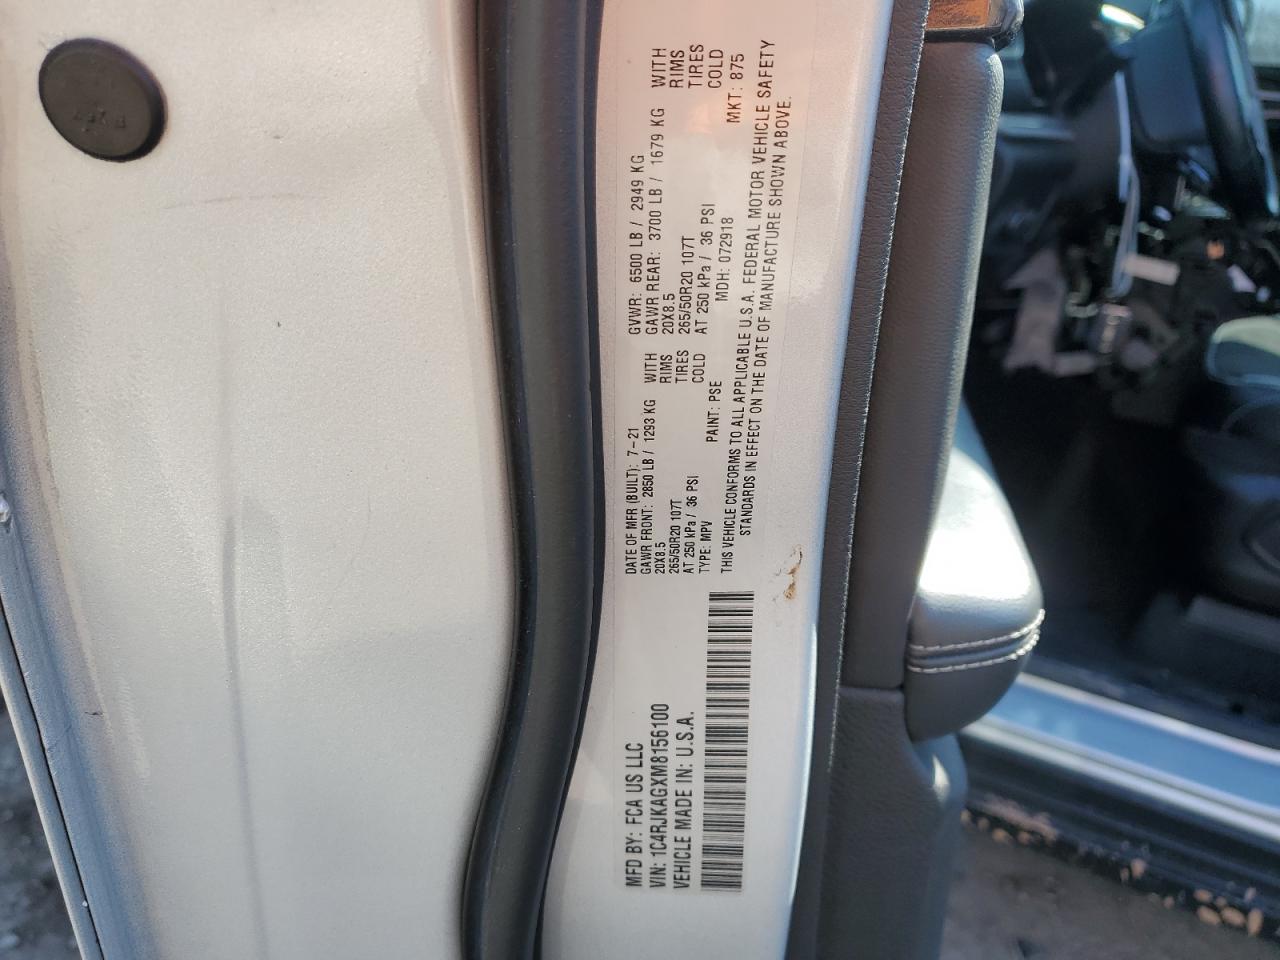 MFD BY: FCA US LLC
VIN: 1C4RJKAGXM8156100
VEHICLE MADE IN: U.S.A.
DATE OF MFR (BUILT): 7-21
GAWR FRONT: 2850 LB / 1293 KG WITH
20X8.5 RIMS
265/50R20 107T TIRES
AT 250 kPa / 36 PSI COLD
TYPE: MPV PAINT: PSE
GVWR: 6500 LB / 2949 KG
GAWR REAR: 3700 LB / 1679 KG WITH
20X8.5 RIMS
265/50R20 107T TIRES
AT 250 kPa / 36 PSI COLD
MDH: 072918 MKT: 875
THIS VEHICLE CONFORMS TO ALL APPLICABLE U.S.A. FEDERAL MOTOR VEHICLE SAFETY
STANDARDS IN EFFECT ON THE DATE OF MANUFACTURE SHOWN ABOVE.